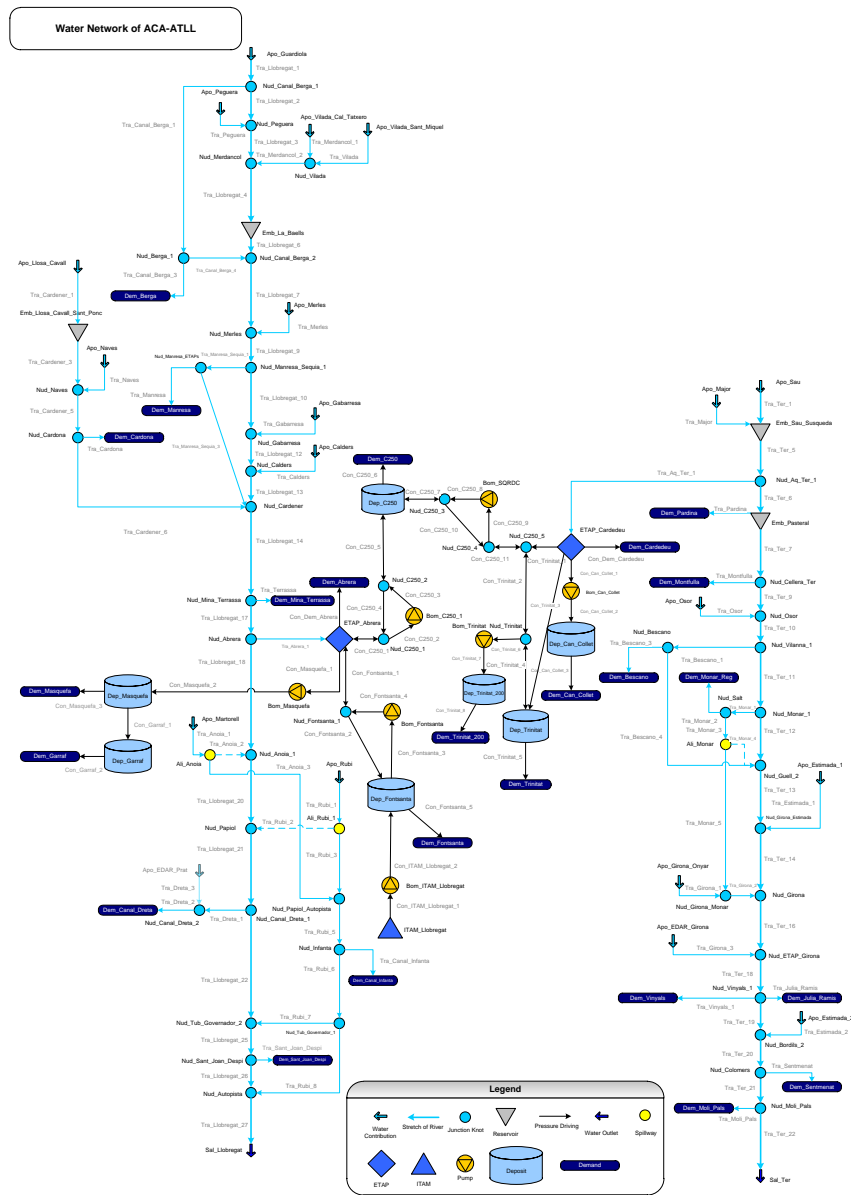 Water Network of ACA-ATLL
Apo_Guardiola
Tra_Llobregat_1
Nud_Canal_Berga_1
Apo_Peguera
Tra_Llobregat_2
Tra_Canal_Berga_1
Nud_Peguera
Tra_Peguera
Apo_Vilada_Cal_Tatxero
Apo_Vilada_Sant_Miquel
Tra_Llobregat_3
Tra_Merdancol_1
Tra_Merdancol_2
Tra_Vilada
Nud_Merdancol
Nud_Vilada
Tra_Llobregat_4
Emb_La_Baells
Tra_Llobregat_6
Nud_Berga_1
Nud_Canal_Berga_2
Apo_Llosa_Cavall
Tra_Canal_Berga_3
Tra_Canal_Berga_4
Dem_Berga
Tra_Cardener_1
Tra_Llobregat_7
Apo_Merles
Emb_Llosa_Cavall_Sant_Ponc
Tra_Merles
Nud_Merles
Apo_Naves
Tra_Cardener_3
Nud_Manresa_ETAPs
Tra_Manresa_Sequia_1
Tra_Llobregat_9
Nud_Manresa_Sequia_1
Tra_Naves
Nud_Naves
Tra_Manresa
Tra_Llobregat_10
Apo_Gabarresa
Tra_Cardener_5
Dem_Manresa
Tra_Gabarresa
Nud_Cardona
Dem_Cardona
Tra_Cardona
Nud_Gabarresa
Apo_Calders
Tra_Llobregat_12
Nud_Calders
Tra_Calders
Tra_Llobregat_13
Nud_Cardener
Tra_Cardener_6
Tra_Llobregat_14
Dem_C250
Con_C250_6
Dep_C250
Con_C250_7
Con_C250_8
Bom_SQRDC
Nud_C250_3
Con_C250_9
Con_C250_10
Nud_C250_4
Nud_C250_5
Con_C250_11
Con_C250_5
ETAP_Cardedeu
Dem_Cardedeu
Con_Dem_Cardedeu
Con_Trinitat_2
Con_Can_Collet_1
Bom_Can_Collet
Con_Can_Collet_2
Dep_Can_Collet
Dem_Can_Collet
Apo_Major
Apo_Sau
Tra_Ter_1
Tra_Major
Emb_Sau_Susqueda
Tra_Ter_5
Tra_Aq_Ter_1
Nud_Aq_Ter_1
Tra_Ter_6
Tra_Pardina
Dem_Pardina
Emb_Pasteral
Tra_Ter_7
Tra_Montfulla
Dem_Montfulla
Nud_Cellera_Ter
Tra_Ter_9
Apo_Osor
Tra_Osor
Nud_Osor
Tra_Ter_10
Nud_Bescano
Tra_Bescano_3
Tra_Bescano_1
Nud_Vilanna_1
Dem_Bescano
Dem_Monar_Reg
Tra_Ter_11
Nud_Salt
Nud_Monar_1
Tra_Monar_2
Tra_Monar_3
Tra_Bescano_4
Ali_Monar
Tra_Ter_12
Apo_Estimada_1
Nud_Guell_2
Tra_Ter_13
Tra_Estimada_1
Nud_Girona_Estimada
Tra_Monar_5
Tra_Ter_14
Apo_Girona_Onyar
Tra_Girona_1
Nud_Girona_Monar
Nud_Girona
Tra_Ter_16
Apo_EDAR_Girona
Tra_Girona_3
Nud_ETAP_Girona
Tra_Ter_18
Nud_Vinyals_1
Tra_Julia_Ramis
Dem_Vinyals
Dem_Julia_Ramis
Tra_Vinyals_1
Tra_Ter_19
Apo_Estimada_2
Tra_Estimada_2
Nud_Bordils_2
Tra_Ter_20
Tra_Sentmenat
Nud_Colomers
Dem_Sentmenat
Tra_Ter_21
Dem_Moli_Pals
Nud_Moli_Pals
Tra_Moli_Pals
Tra_Ter_22
Sal_Ter
Nud_C250_2
Dem_Abrera
Con_C250_3
Con_C250_4
Con_Dem_Abrera
Bom_C250_1
ETAP_Abrera
Con_C250_2
Con_C250_1
Nud_C250_1
Tra_Terrassa
Nud_Mina_Terrassa
Dem_Mina_Terrassa
Tra_Llobregat_17
Nud_Abrera
Tra_Abrera_1
Tra_Llobregat_18
Bom_Trinitat
Nud_Trinitat
Con_Trinitat_4
Dep_Trinitat_200
Dem_Trinitat_200
Dep_Trinitat
Con_Trinitat_5
Dem_Trinitat
Con_Masquefa_1
Con_Masquefa_2
Con_Masquefa_3
Dem_Masquefa
Dep_Masquefa
Bom_Masquefa
Con_Garraf_1
Con_Garraf_2
Dem_Garraf
Dep_Garraf
Con_Fontsanta_1
Nud_Fontsanta_1
Con_Fontsanta_4
Bom_Fontsanta
Con_Fontsanta_2
Con_Fontsanta_3
Dep_Fontsanta
Con_Fontsanta_5
Dem_Fontsanta
Con_ITAM_Llobregat_2
Bom_ITAM_Llobregat
Con_ITAM_Llobregat_1
ITAM_Llobregat
Apo_Martorell
Tra_Anoia_1
Tra_Anoia_2
Nud_Anoia_1
Ali_Anoia
Tra_Anoia_3
Apo_Rubi
Tra_Llobregat_20
Tra_Rubi_1
Ali_Rubi_1
Nud_Papiol
Tra_Rubi_2
Tra_Llobregat_21
Tra_Rubi_3
Apo_EDAR_Prat
Tra_Dreta_3
Tra_Dreta_2
Dem_Canal_Dreta
Tra_Dreta_1
Nud_Canal_Dreta_2
Nud_Canal_Dreta_1
Nud_Papiol_Autopista
Tra_Rubi_5
Nud_Infanta
Tra_Canal_Infanta
Tra_Rubi_6
Dem_Canal_Infanta
Tra_Llobregat_22
Tra_Rubi_7
Nud_Tub_Governador_2
Nud_Tub_Governador_1
Tra_Llobregat_25
Tra_Sant_Joan_Despi
Nud_Sant_Joan_Despi
Dem_Sant_Joan_Despi
Tra_Llobregat_26
Tra_Rubi_8
Nud_Autopista
Tra_Llobregat_27
Sal_Llobregat
Legend
Water
Contribution
Stretch of River
Junction Knot
Reservoir
Pressure Driving
Water Outlet
Spillway
ETAP
ITAM
Pump
Deposit
Demand